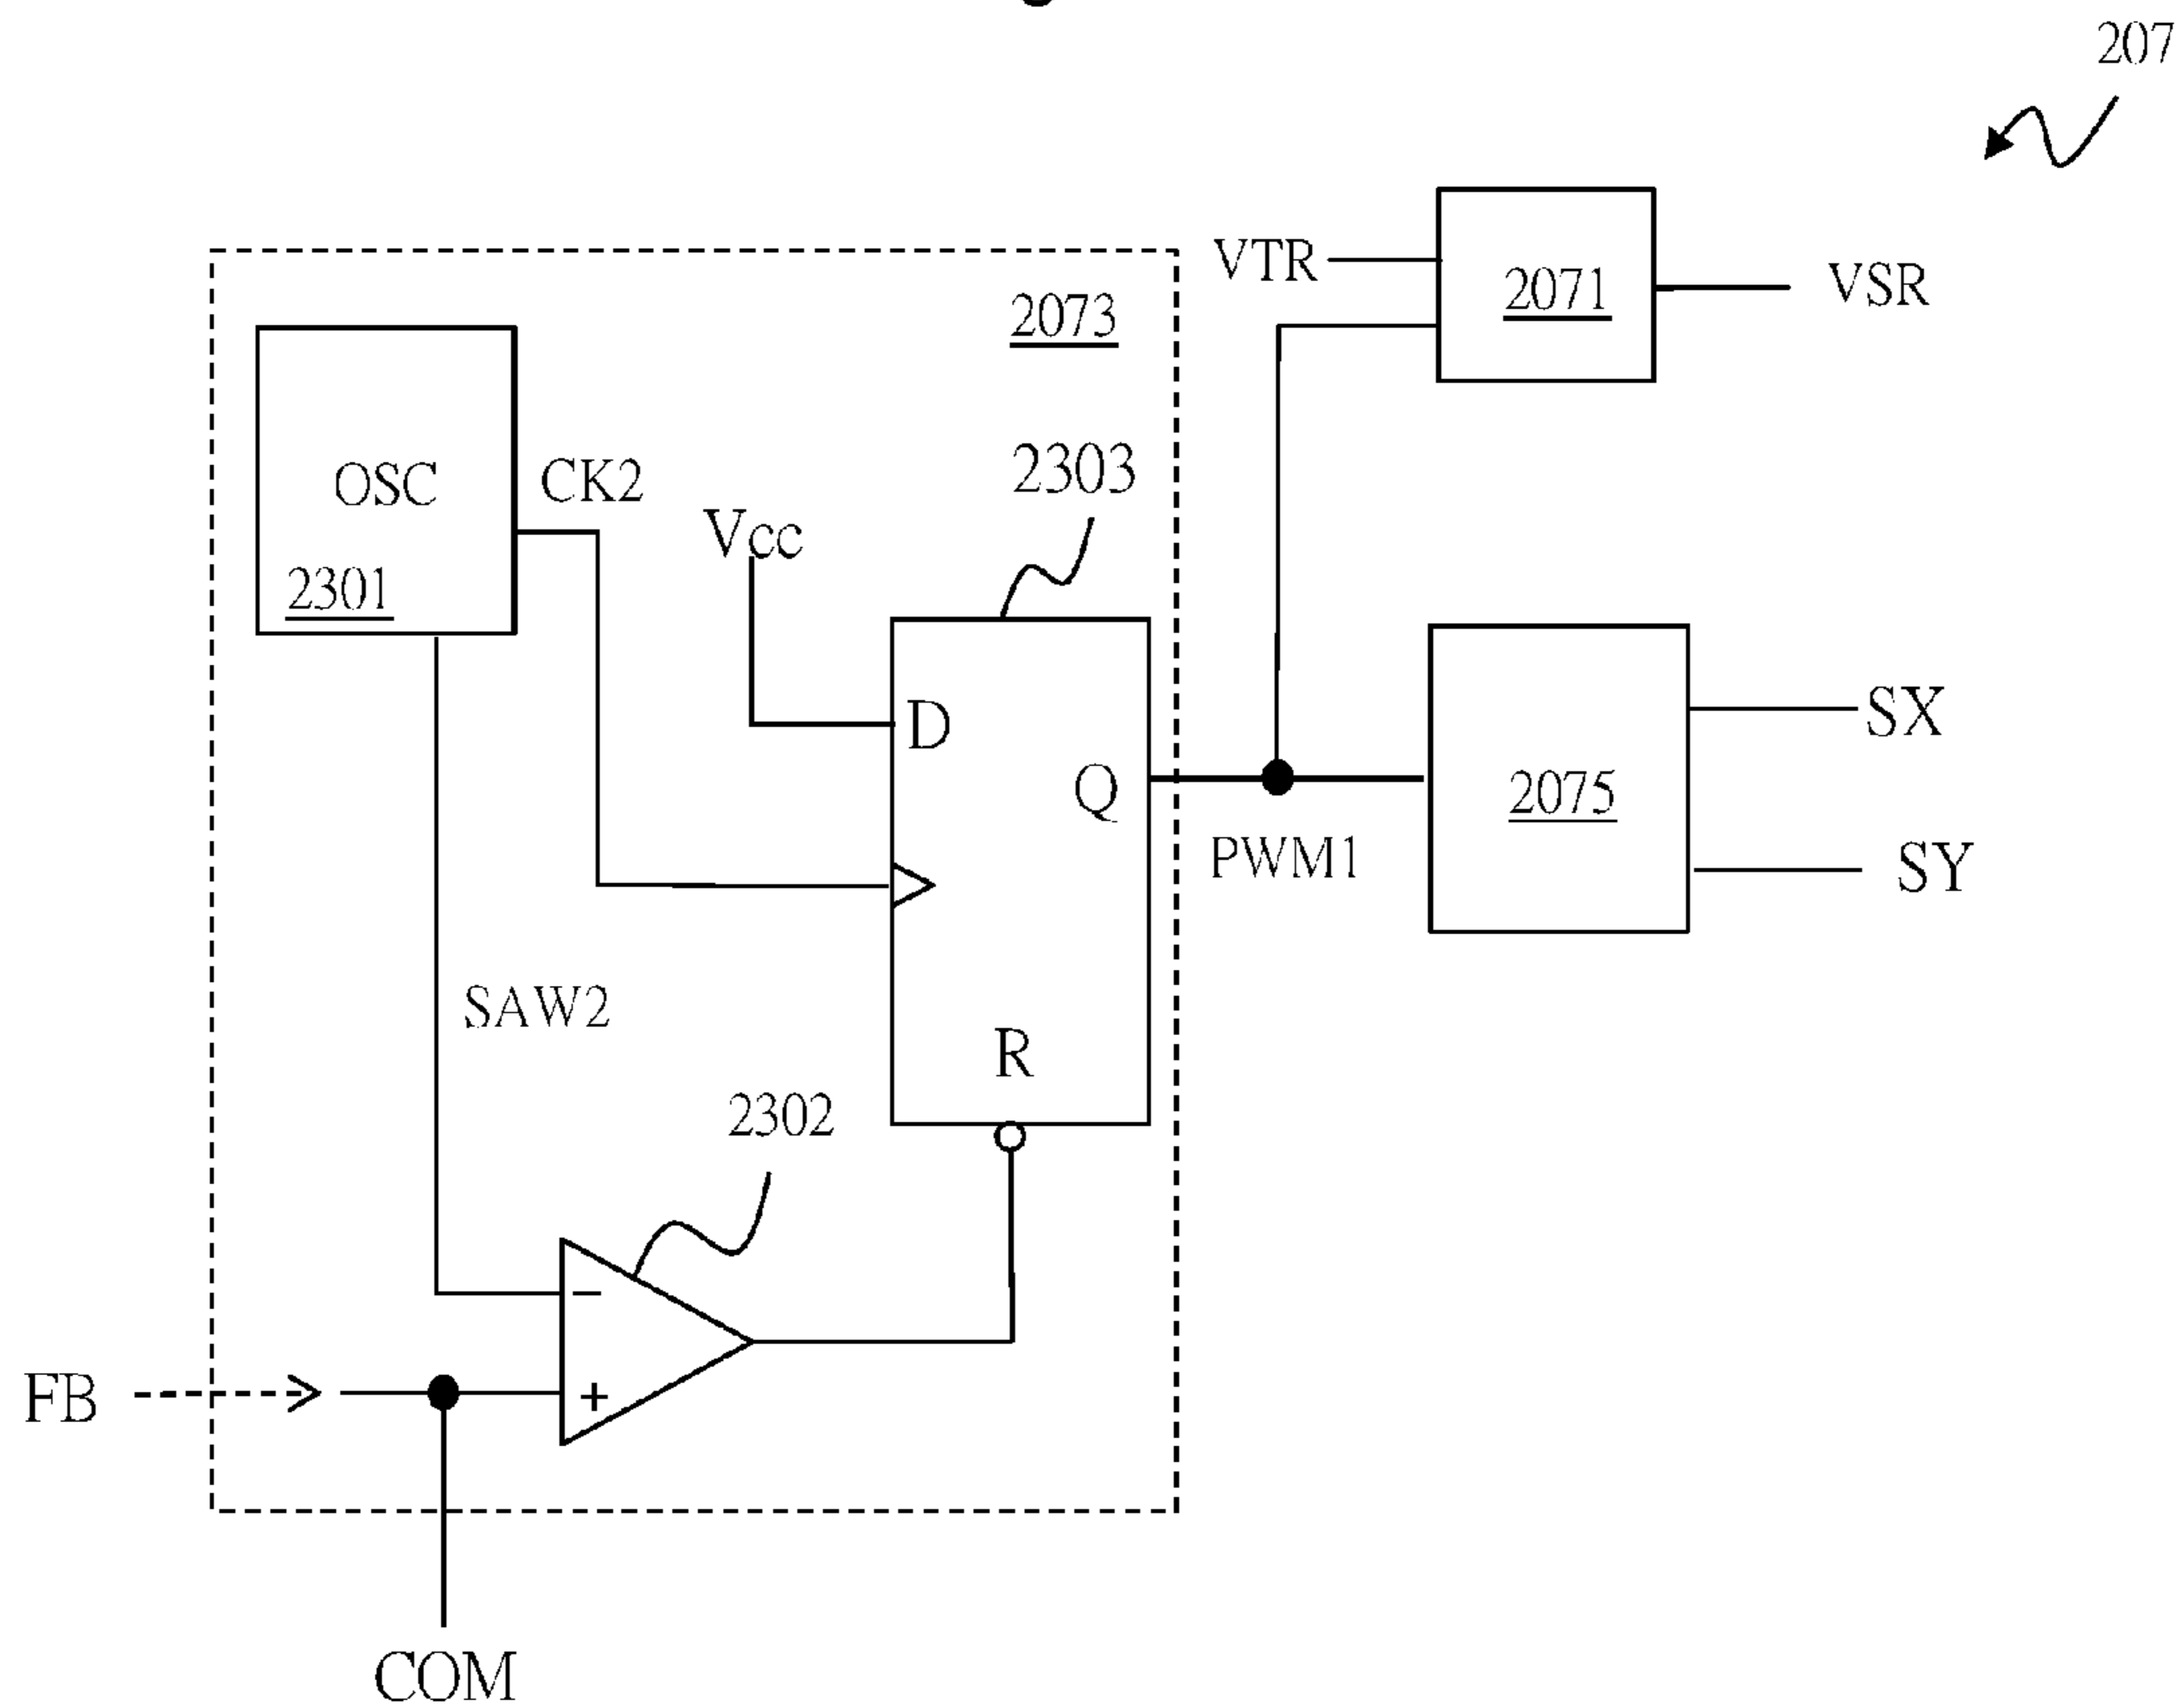 207
VTR
2071
VSR
2073
OSC
CK2
2303
2301
Vcc
D
SX
Q
2075
PWM1
SY
SAW2
R
2302
−
FB
+
COM